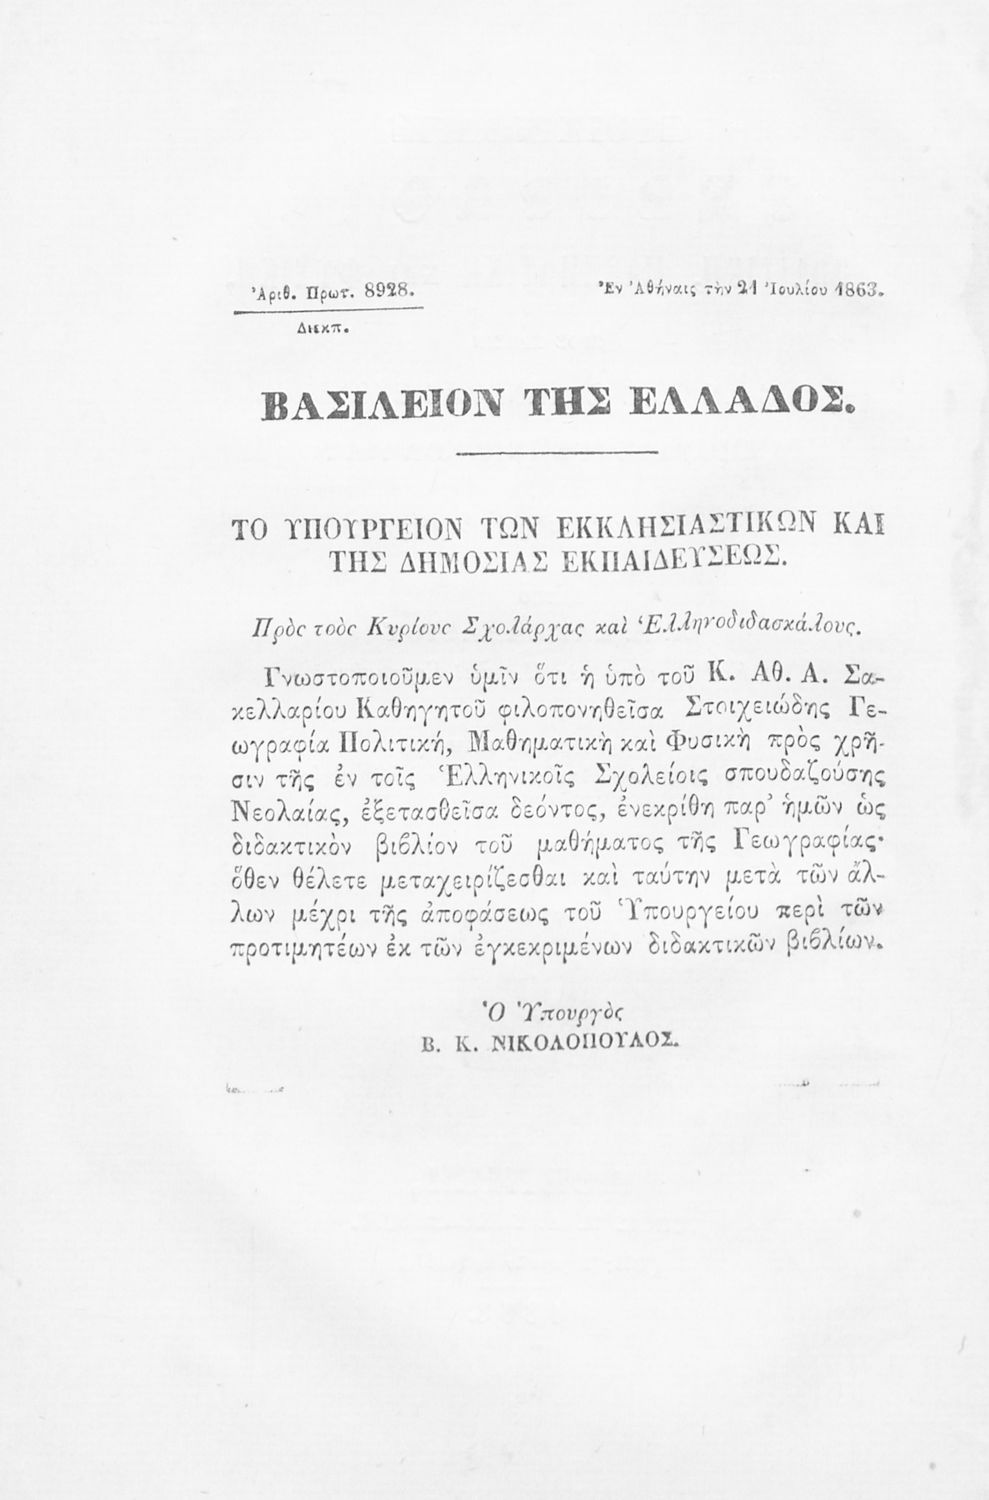 Ἀριθ. Πρωτ. 8928.
Ἐν Ἀθήναις τὴν 21 Ἰουλίου 1863.
Διεκπ.
ΒΑΣΙΛΕΙΟΝ ΤΗΣ ΕΛΛΑΔΟΣ.
ΤΟ ΥΠΟΥΡΓΕΙΟΝ ΤΩΝ ΕΚΚΛΗΣΙΑΣΤΙΚΩΝ ΚΑΙ
ΤΗΣ ΔΗΜΟΣΙΑΣ ΕΚΠΑΙΔΕΥΣΕΩΣ.
Πρὸς τοὺς Κυρίους Σχολάρχας καὶ Ἑλληνοδιδασκάλους.
Γνωστοποιοῦμεν ὑμῖν ὅτι ἡ ὑπὸ τοῦ Κ. Αθ. Α. Σα-
κελλαρίου Καθηγητοῦ φιλοπονηθεῖσα Στοιχειώδης Γε-
ωγραφία Πολιτική, Μαθηματικὴ καὶ Φυσικὴ πρὸς χρῆ-
σιν τῆς ἐν τοῖς Ἑλληνικοῖς Σχολείοις σπουδαζούσης
Νεολαίας, ἐξετασθεῖσα δεόντος, ἐνεκρίθη παρ’ ἡμῶν ὡς
διδακτικὸν βιβλίον τοῦ μαθήματος τῆς Γεωγραφίας·
ὅθεν θέλετε μεταχειρίζεσθαι καὶ ταύτην μετὰ τῶν ἄλ-
λων μέχρι τῆς ἀποφάσεως τοῦ Ὑπουργείου περὶ τῶν
προτιμητέων ἐκ τῶν ἐγκεκριμένων διδακτικῶν βιβλίων.
Ὁ Ὑπουργὸς
Β. Κ. ΝΙΚΟΛΟΠΟΥΛΟΣ.